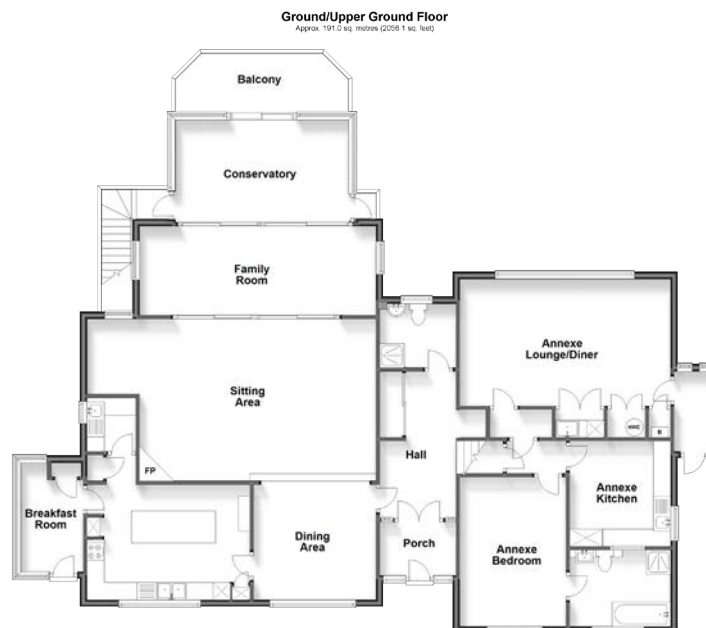 Ground/Upper Ground Floor
Approx. 191.0 sq. metres (2056.1 sq. feet)
Balcony
Conservatory
Family
Room
Annexe
Lounge/Diner
Sitting
Area
HWC
B
Hall
FP
Annexe
Kitchen
Breakfast
Room
Dining
Area
Porch
Annexe
Bedroom